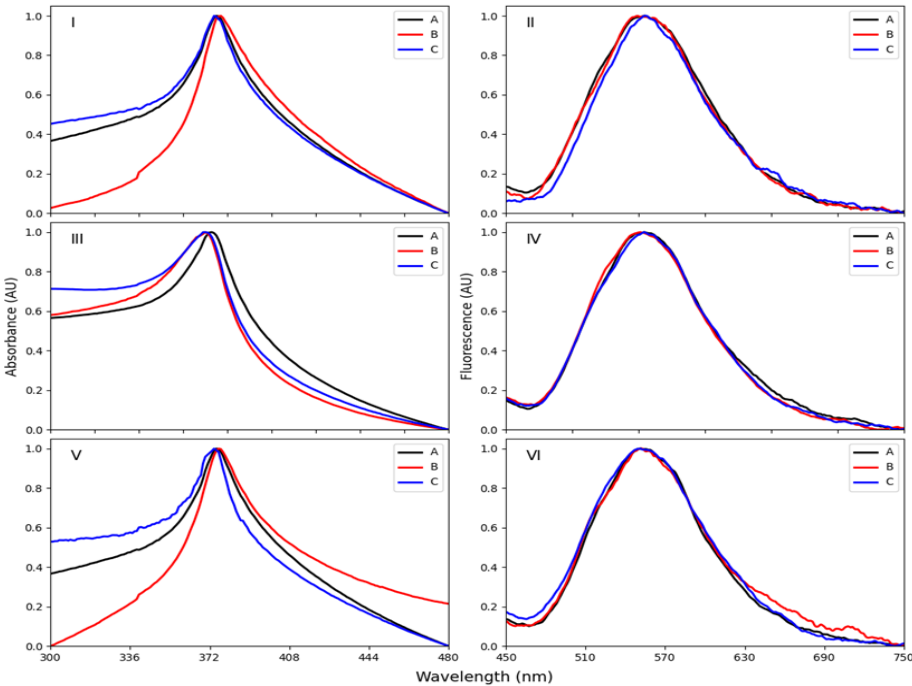 I
A
B
C
1.0
0.8
0.6
0.4
0.2
0.0
II
A
B
C
1.0
0.8
0.6
0.4
0.2
0.0
III
A
B
C
1.0
0.8
0.6
0.4
0.2
0.0
IV
A
B
C
1.0
0.8
0.6
0.4
0.2
0.0
Absorbance (AU)
Fluorescence (AU)
V
A
B
C
1.0
0.8
0.6
0.4
0.2
0.0
300 336 372 408 444 480
VI
A
B
C
1.0
0.8
0.6
0.4
0.2
0.0
450 510 570 630 690 750
Wavelength (nm)